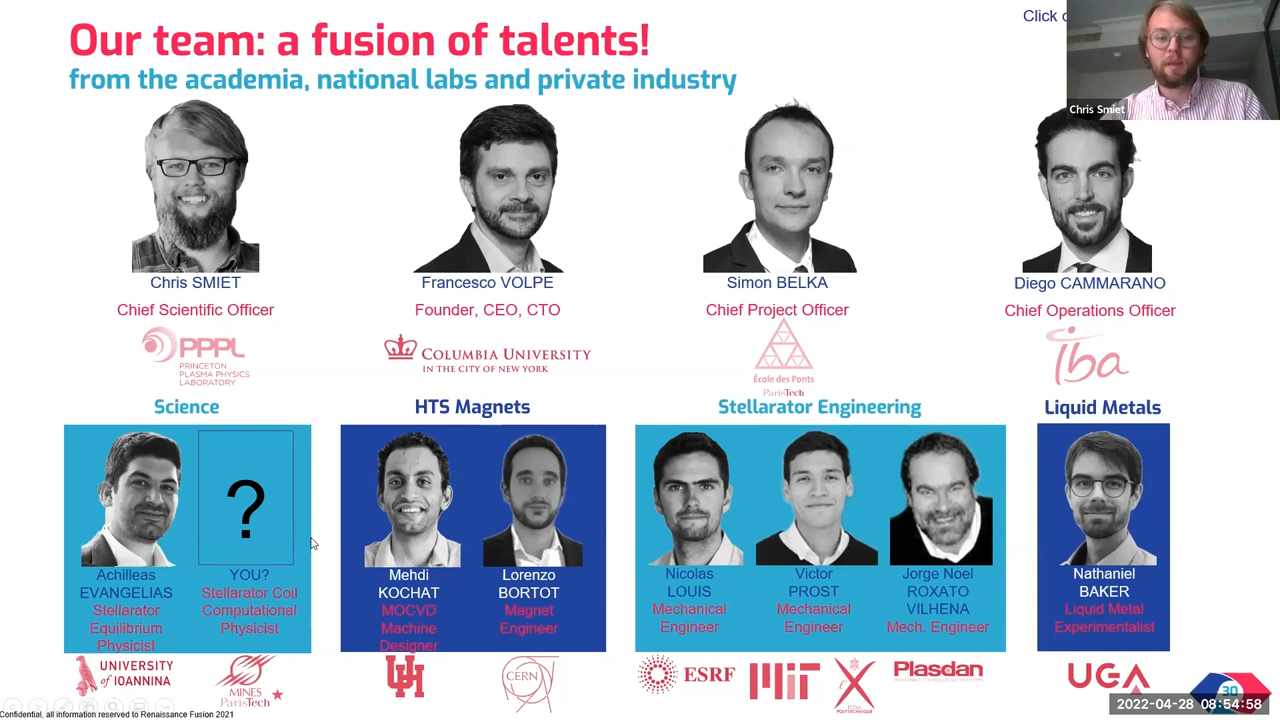 Click
Our team: a fusion of talents!
from the academia, national labs and private industry
Chris Smiet
Chris SMIET
Chief Scientific Officer
Francesco VOLPE
Founder, CEO, CTO
Simon BELKA
Chief Project Officer
Diego CAMMARANO
Chief Operations Officer
PPPL
PRINCETON
PLASMA PHYSICS
LABORATORY
COLUMBIA UNIVERSITY
IN THE CITY OF NEW YORK
École des Ponts
ParisTech
iba
Science
HTS Magnets
Stellarator Engineering
Liquid Metals
?
Achilleas
EVANGELIAS
Stellarator
Equilibrium
Physicist
YOU?
Stellarator Coil
Computational
Physicist
Mehdi
KOCHAT
MOCVD
Machine
Designer
Lorenzo
BORTOT
Magnet
Engineer
Nicolas
LOUIS
Mechanical
Engineer
Victor
PROST
Mechanical
Engineer
Jorge Noel
ROXATO
VILHENA
Mech. Engineer
Nathaniel
BAKER
Liquid Metal
Experimentalist
UNIVERSITY
of IOANNINA
MINES
ParisTech
UH
CERN
ESRF
MIT
X
ÉCOLE
POLYTECHNIQUE
Plasdan
UGA
30
2022-04-28 08:54:58
Confidential, all information reserved to Renaissance Fusion 2021